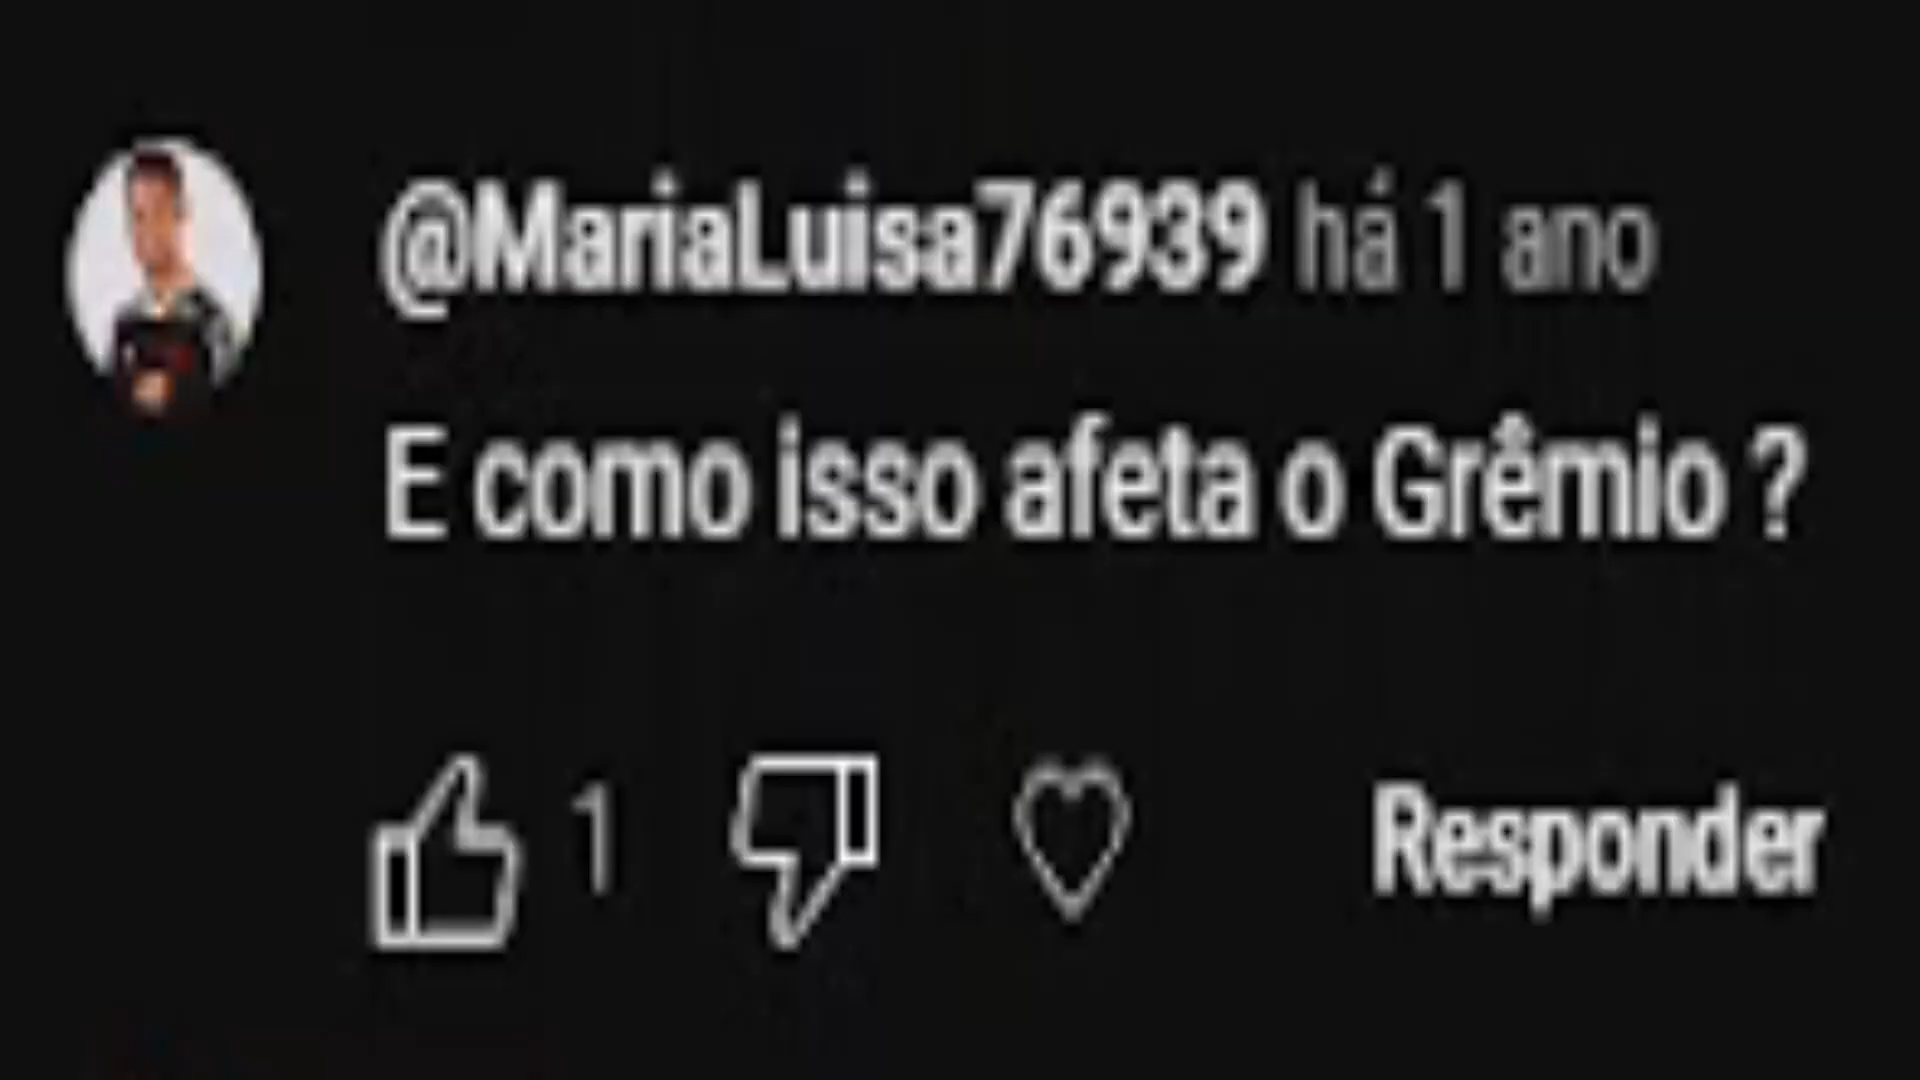 @MariaLuisa76939 há 1 ano
E como isso afeta o Grêmio ?
1
Responder